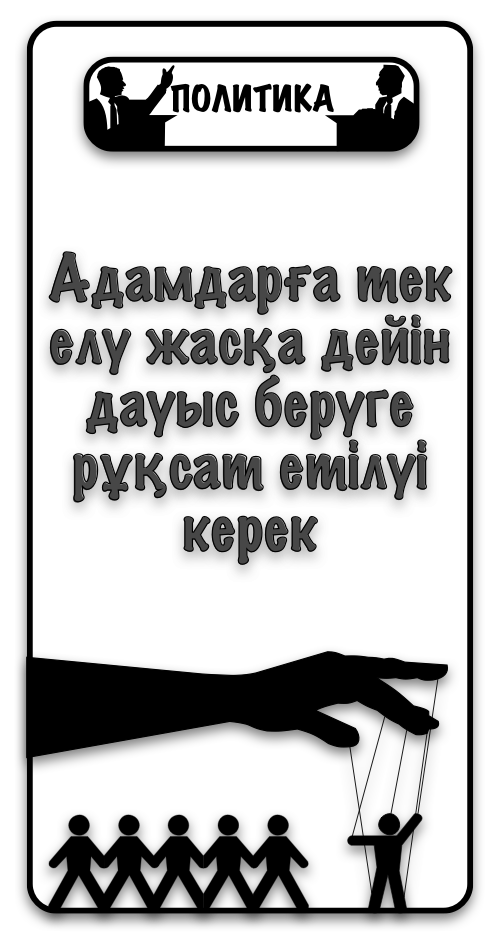 ПОЛИТИКА
Адамдарға тек
елу жасқа дейін
дауыс беруге
рұқсат етілуі
керек